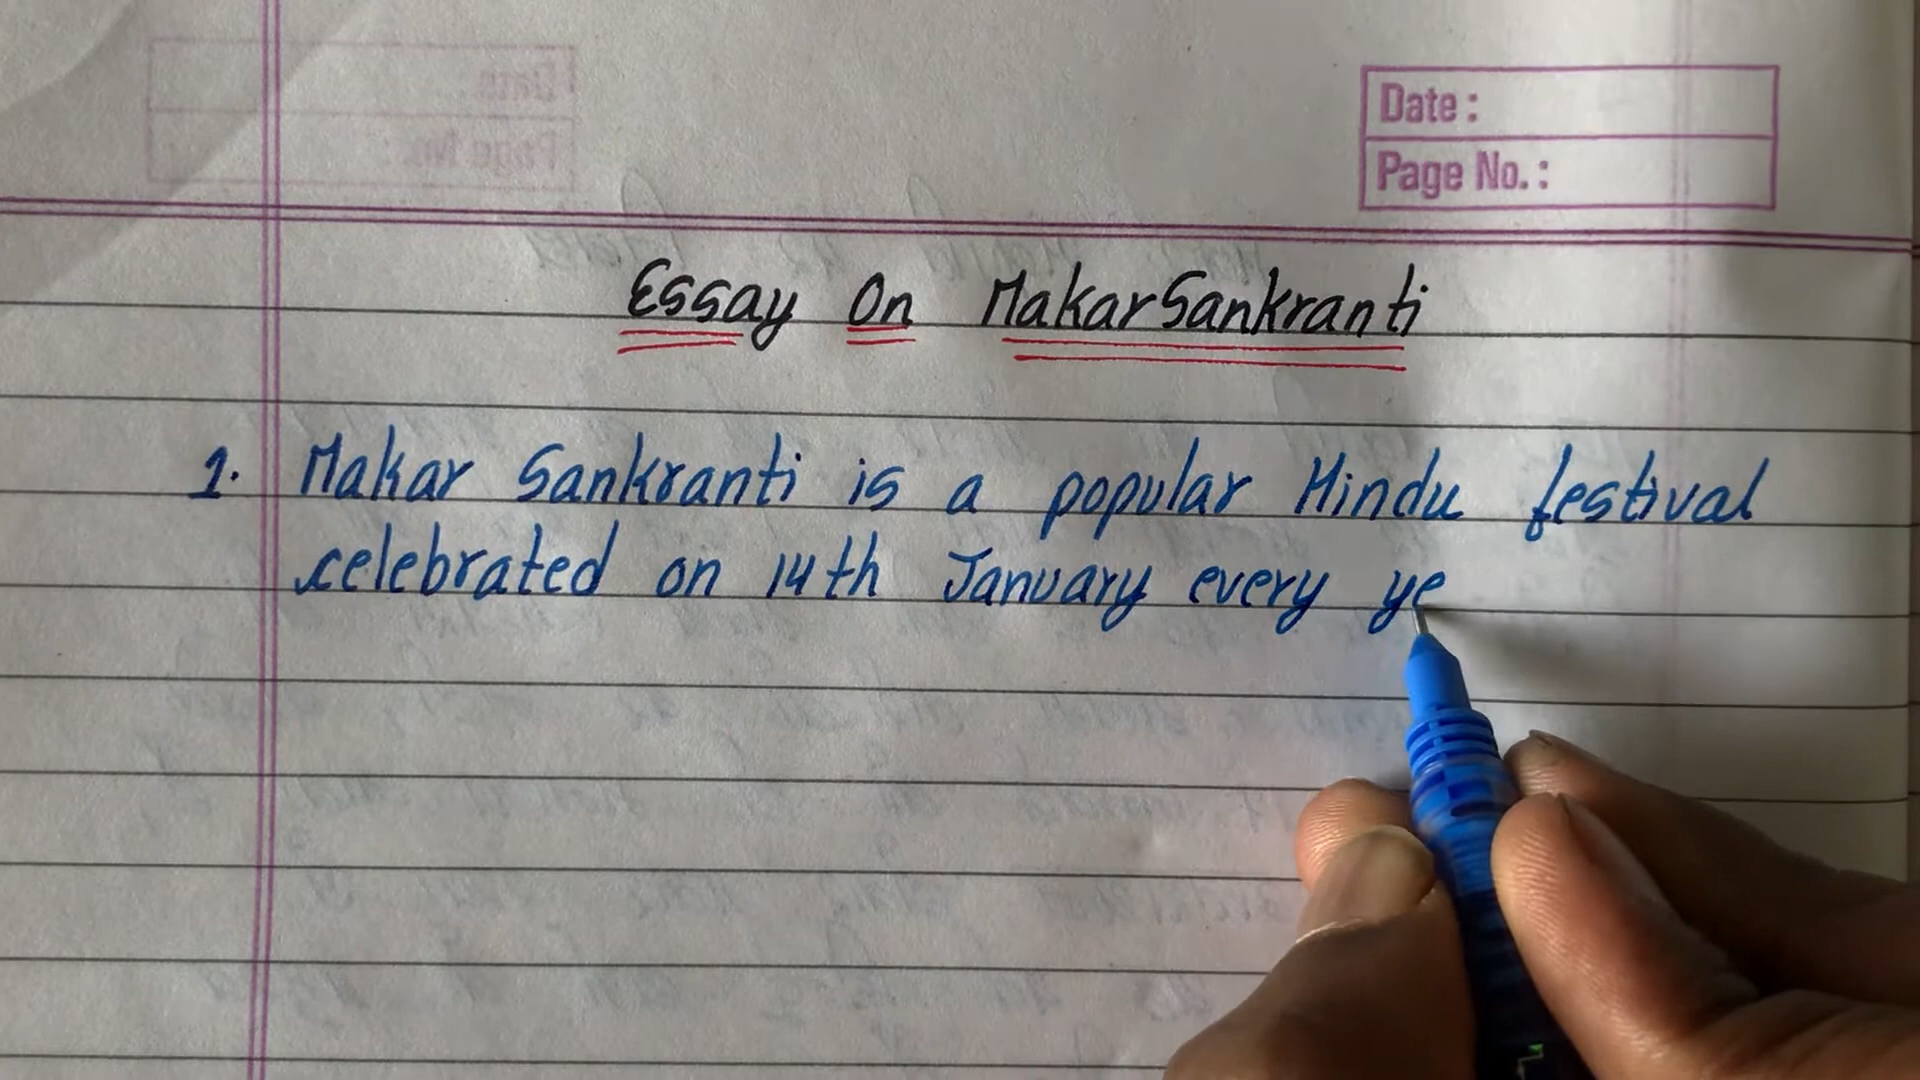 Date:
Page No.:
Essay On MakarSankranti
1. Makar Sankranti is a popular Hindu festival
celebrated on 14th January every ye